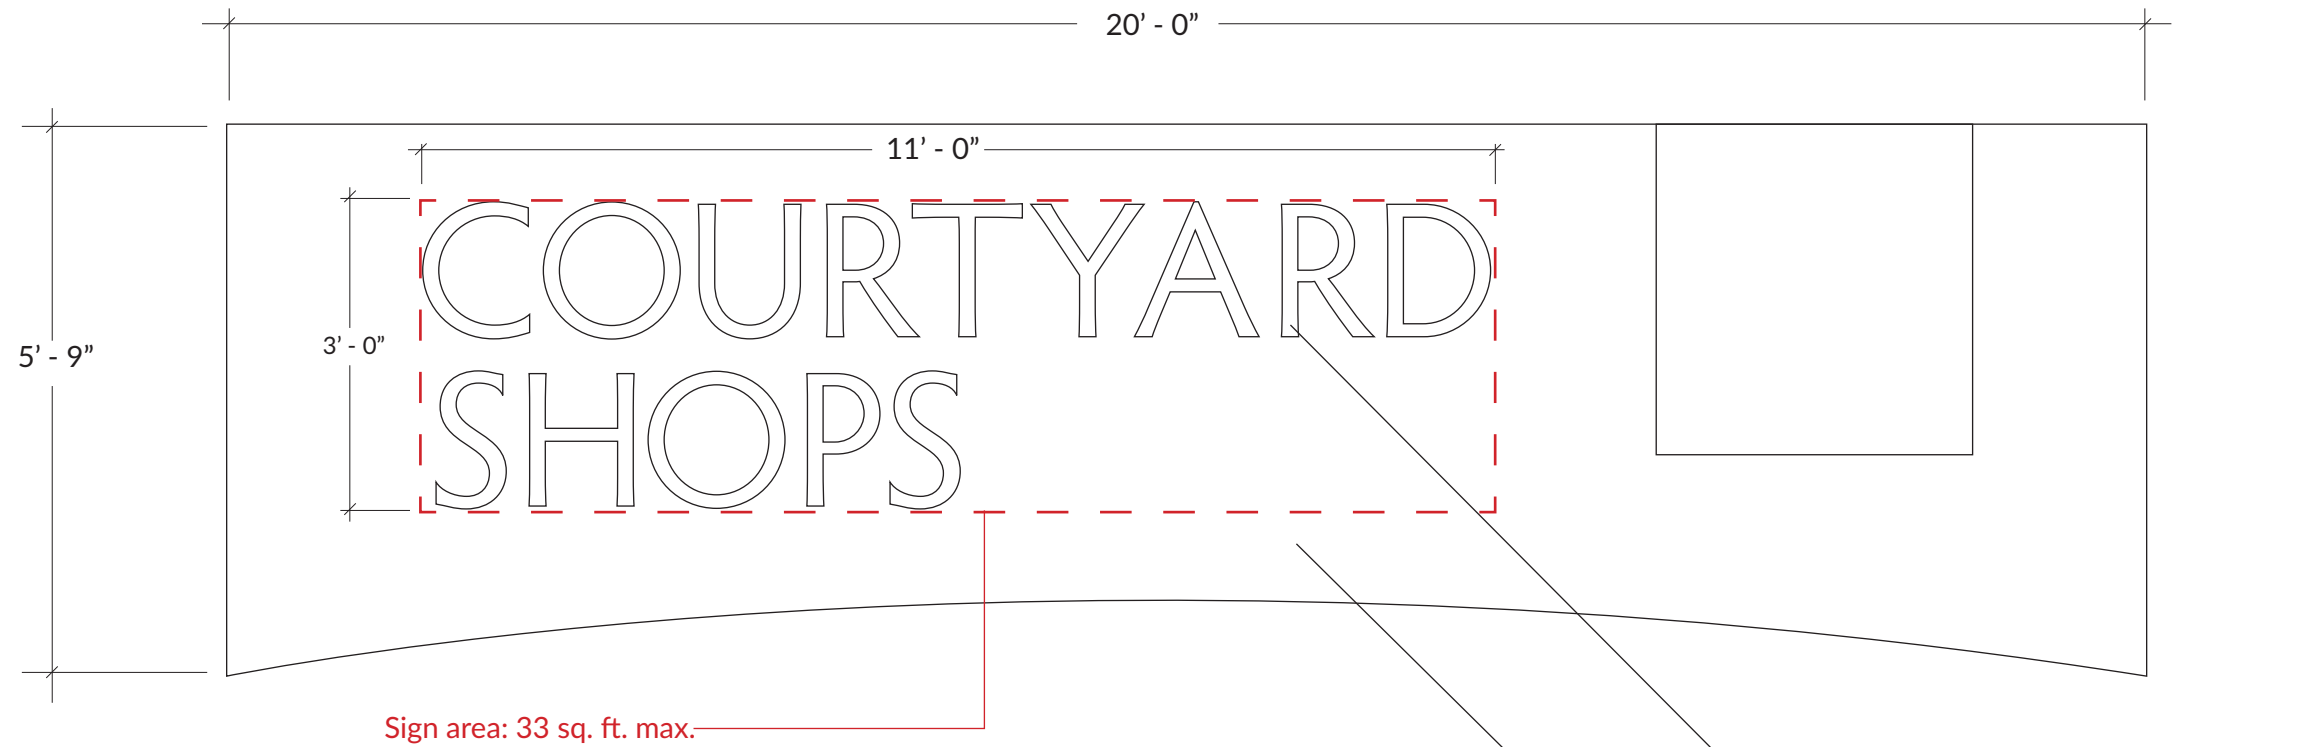 20’ - 0”
11’ - 0”
COURTYARD
3’ - 0”
5’ - 9”
SHOPS
Sign area: 33 sq. ft. max.